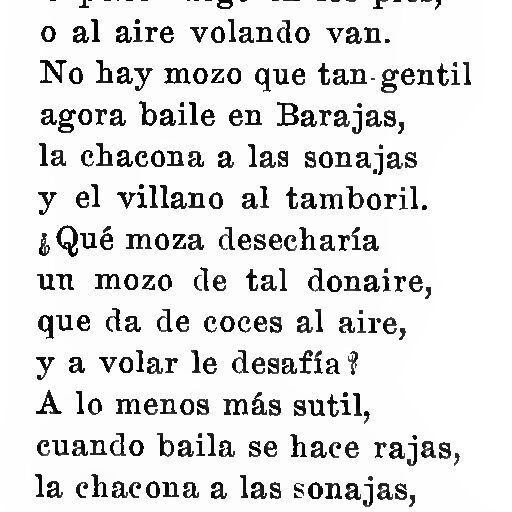 o al aire volando van.
No hay mozo que tan gentil
agora baile en Barajas,
la chacona a las sonajas
y el villano al tamboril.
¿Qué moza desecharía
un mozo de tal donaire,
que da de coces al aire,
y a volar le desafía?
A lo menos más sutil,
cuando baila se hace rajas,
la chacona a las sonajas,